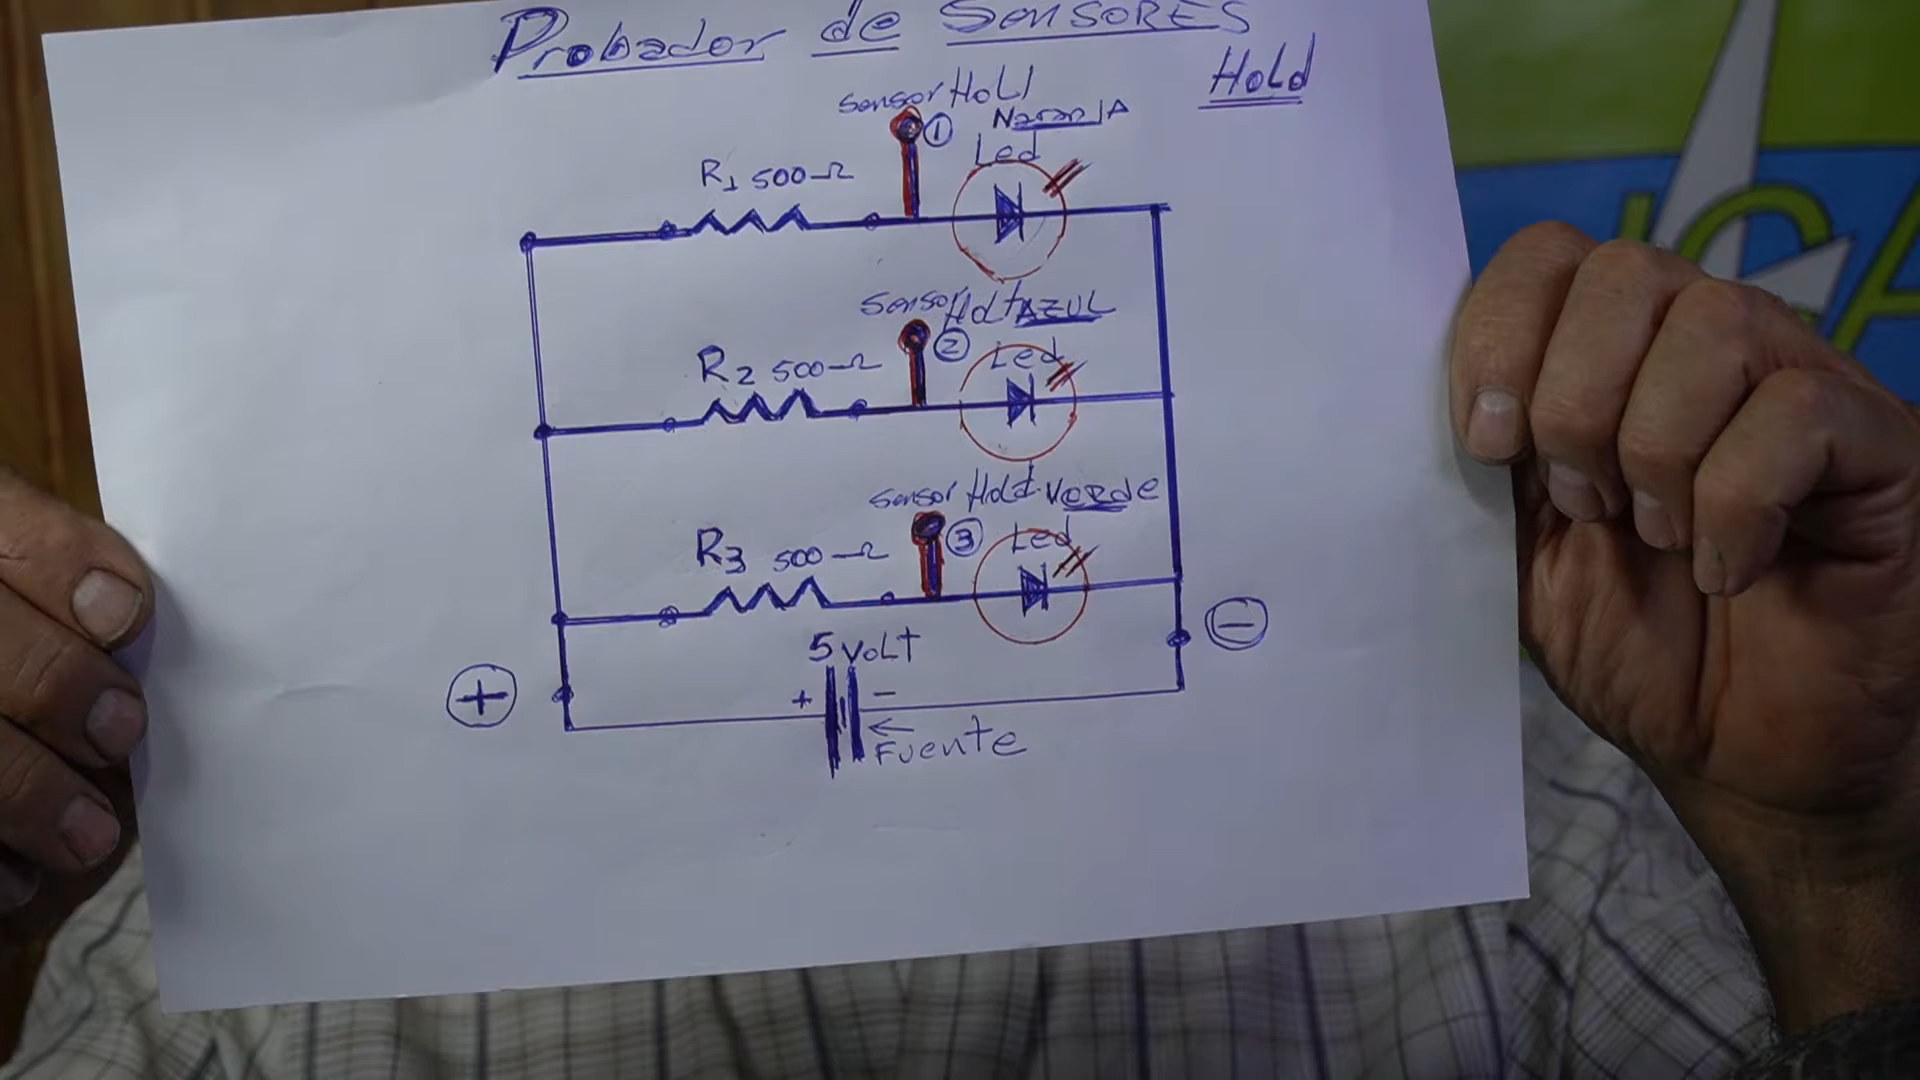 Probador de SENSORES
Hold
Sensor Hold
NaranJA
Led
R1 500 Ω
1
Sensor Hold AZUL
Led
R2 500 Ω
2
Sensor Hold Verde
Led
R3 500 Ω
3
5 VOLT
+
+ -
-
← Fuente